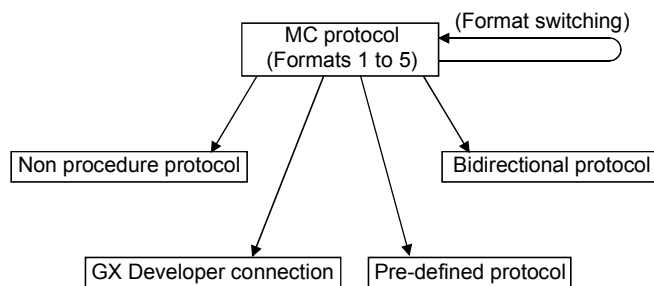 (Format switching)
MC protocol
(Formats 1 to 5)
Non procedure protocol
Bidirectional protocol
GX Developer connection
Pre-defined protocol